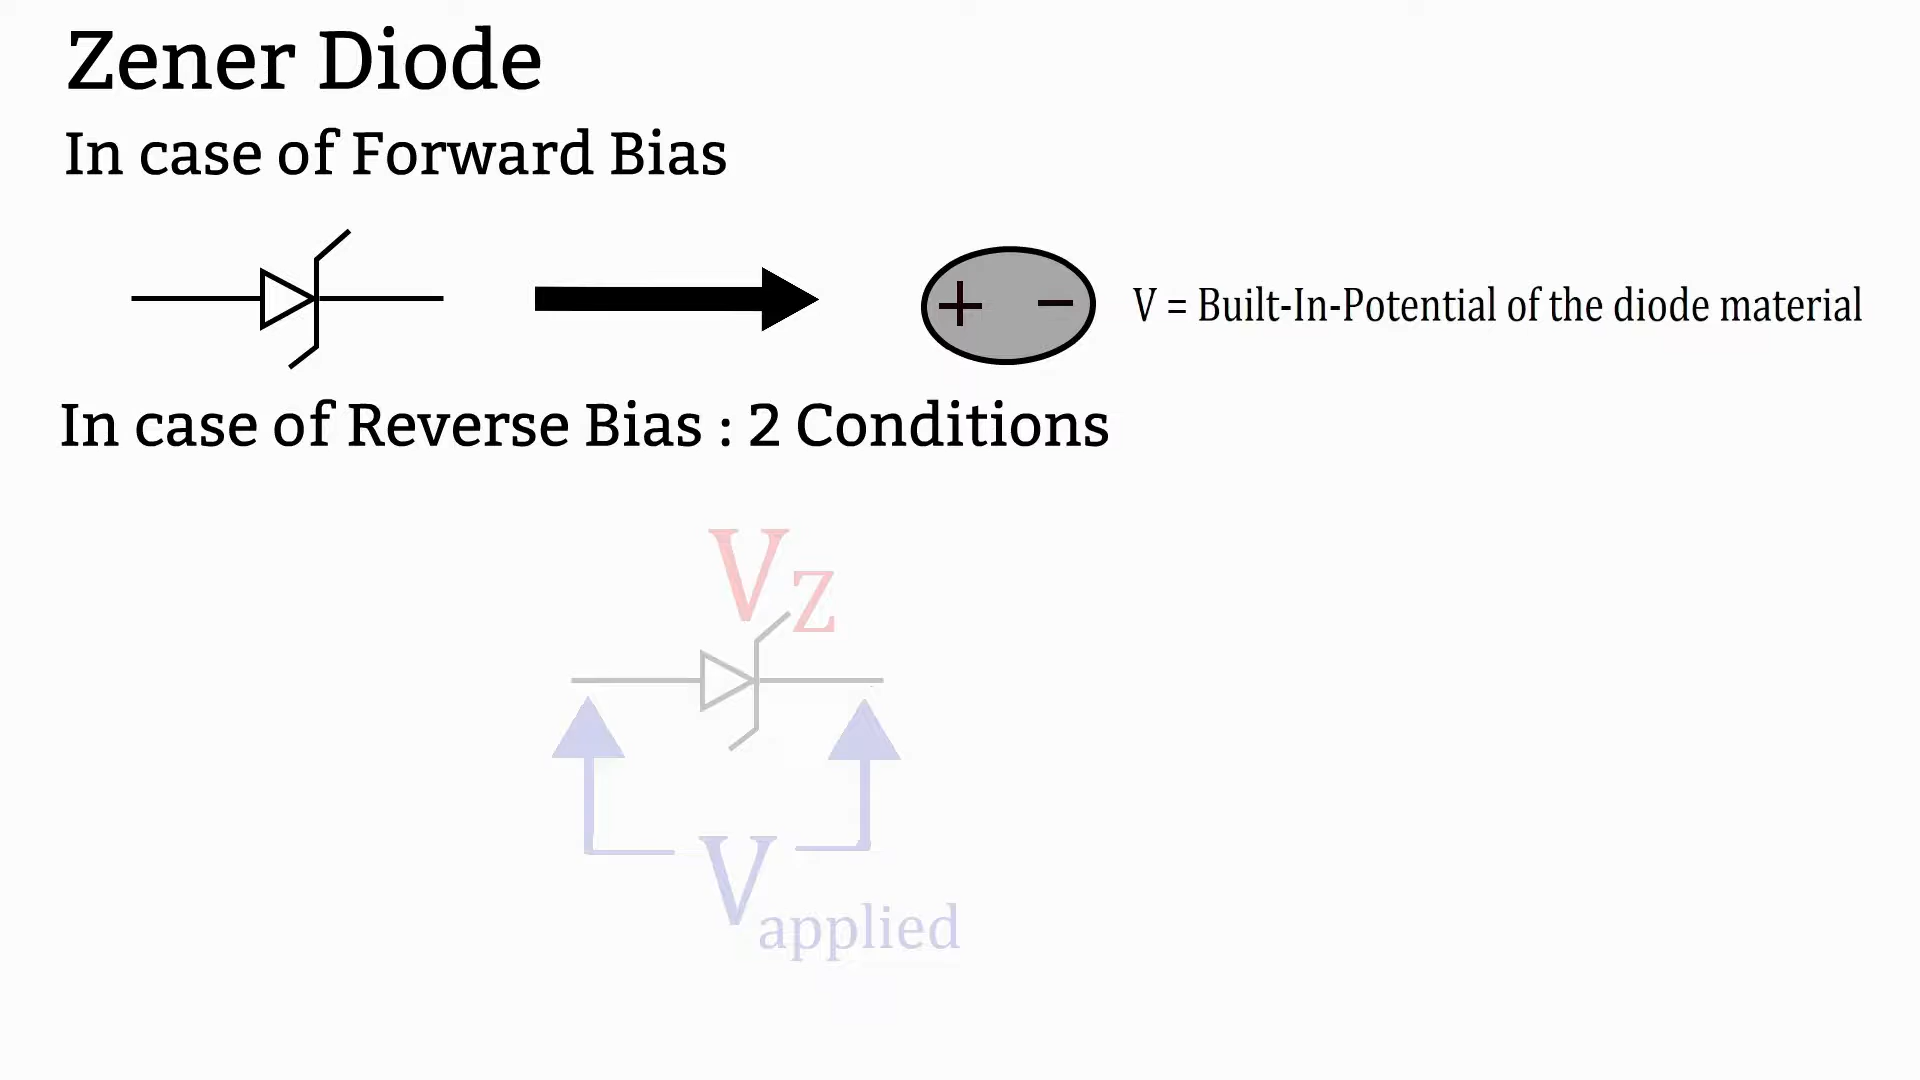 Zener Diode
In case of Forward Bias
+ − V = Built-In-Potential of the diode material
In case of Reverse Bias : 2 Conditions
VZ
Vapplied